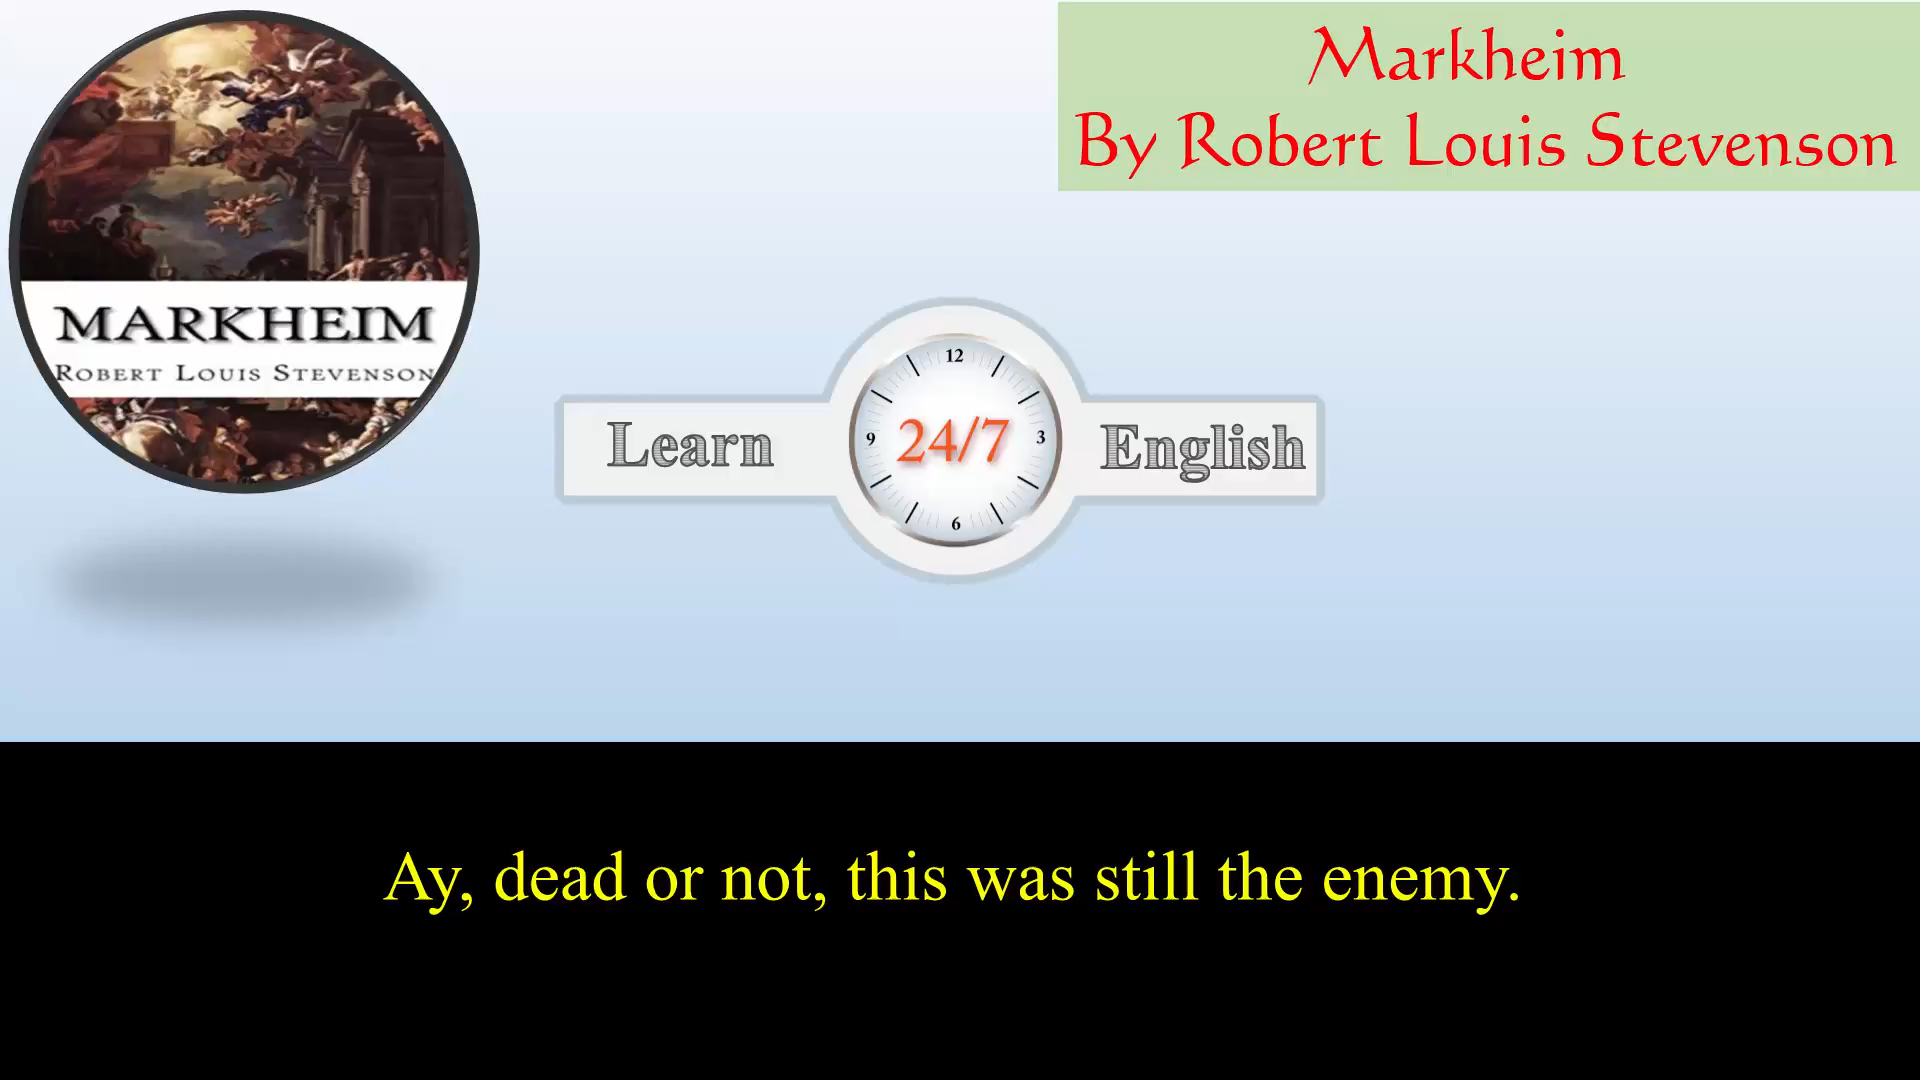 Markheim
By Robert Louis Stevenson
MARKHEIM
ROBERT LOUIS STEVENSON
Learn
24/7
English
12
9
3
6
Ay, dead or not, this was still the enemy.